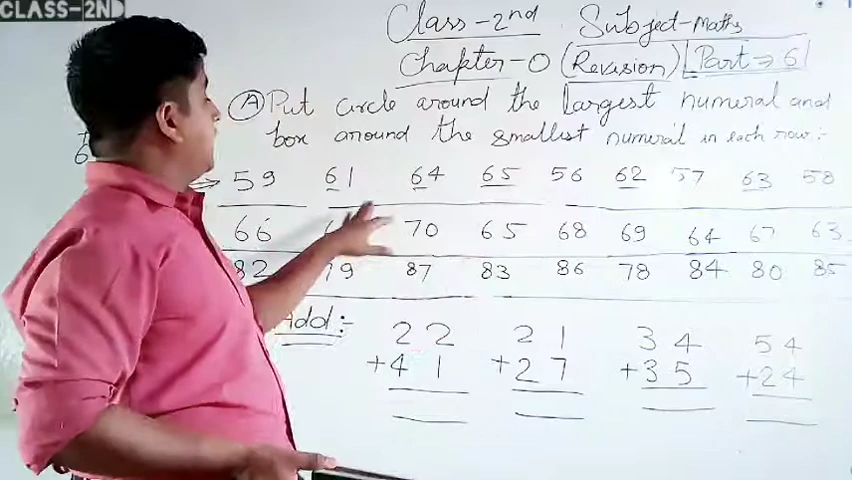 CLASS-2ND
Class-2nd Subject-Maths
Chapter-0 (Revision) Part→6
(A) Put circle around the largest numeral and
box around the smallest numeral in each row:-
→ 59 61 64 65 56 62 57 63 58
66 70 65 68 69 64 67 63
82 79 87 83 86 78 84 80 85
Add:-
22 21 34 54
+41 +27 +35 +24